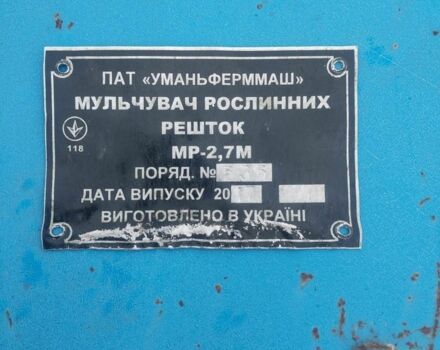 ПАТ «УМАНЬФЕРММАШ»
МУЛЬЧУВАЧ РОСЛИННИХ
РЕШТОК
118
МР-2,7М
ПОРЯД. №
ДАТА ВИПУСКУ 20
ВИГОТОВЛЕНО В УКРАЇНІ